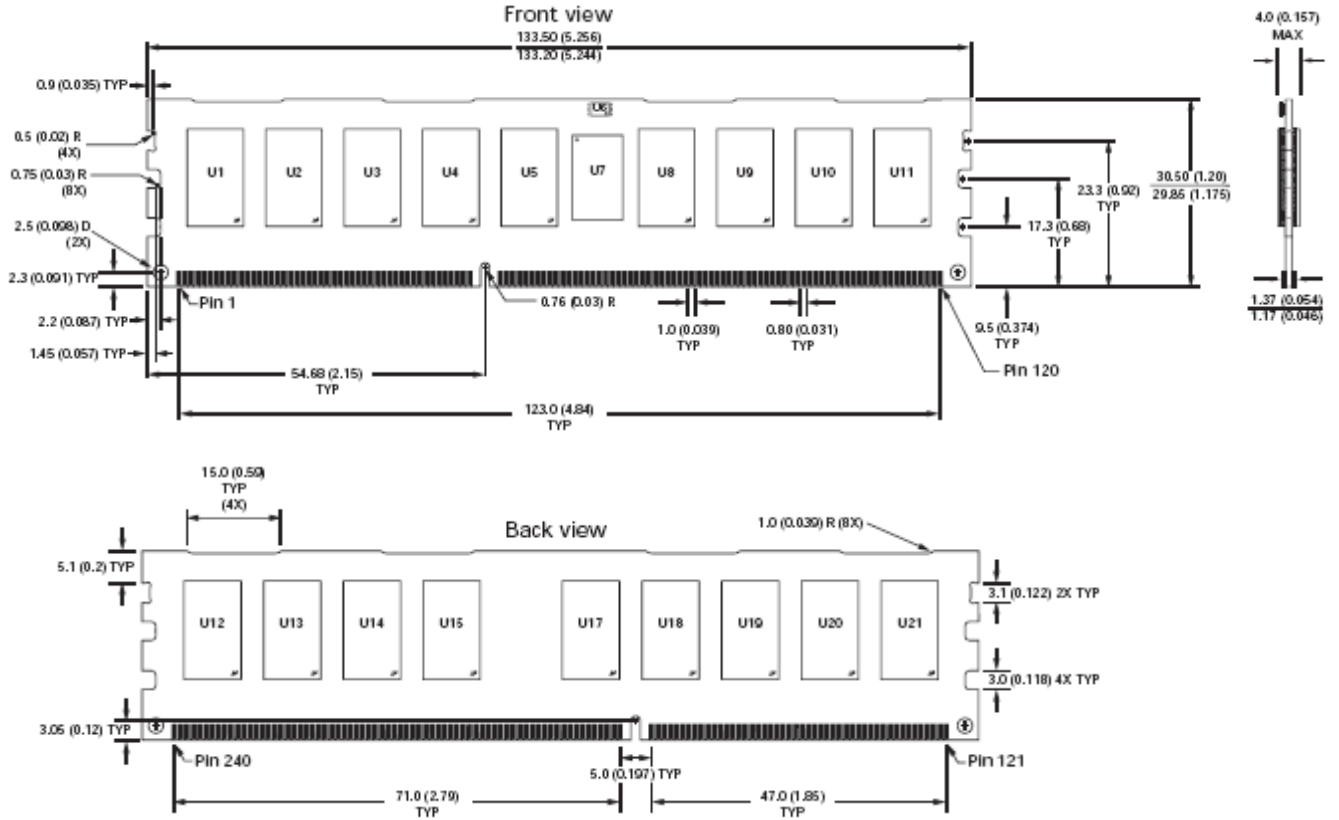 Front view
133.50 (5.256)
133.20 (5.244)
4.0 (0.157)
MAX
0.9 (0.035) TYP
U6
0.5 (0.02) R
(4X)
0.75 (0.03) R
(8X)
2.5 (0.098) D
(2X)
2.3 (0.091) TYP
2.2 (0.087) TYP
1.45 (0.057) TYP
U1
U2
U3
U4
U5
U7
U8
U9
U10
U11
23.3 (0.92)
TYP
30.50 (1.20)
29.85 (1.175)
17.3 (0.68)
TYP
Pin 1
0.76 (0.03) R
1.0 (0.039)
TYP
0.80 (0.031)
TYP
9.5 (0.374)
TYP
1.37 (0.054)
1.17 (0.046)
Pin 120
54.68 (2.15)
TYP
123.0 (4.84)
TYP
15.0 (0.59)
TYP
(4X)
Back view
1.0 (0.039) R (8X)
5.1 (0.2) TYP
3.1 (0.122) 2X TYP
U12
U13
U14
U15
U17
U18
U19
U20
U21
3.0 (0.118) 4X TYP
3.05 (0.12) TYP
Pin 240
Pin 121
5.0 (0.197) TYP
71.0 (2.79)
TYP
47.0 (1.85)
TYP